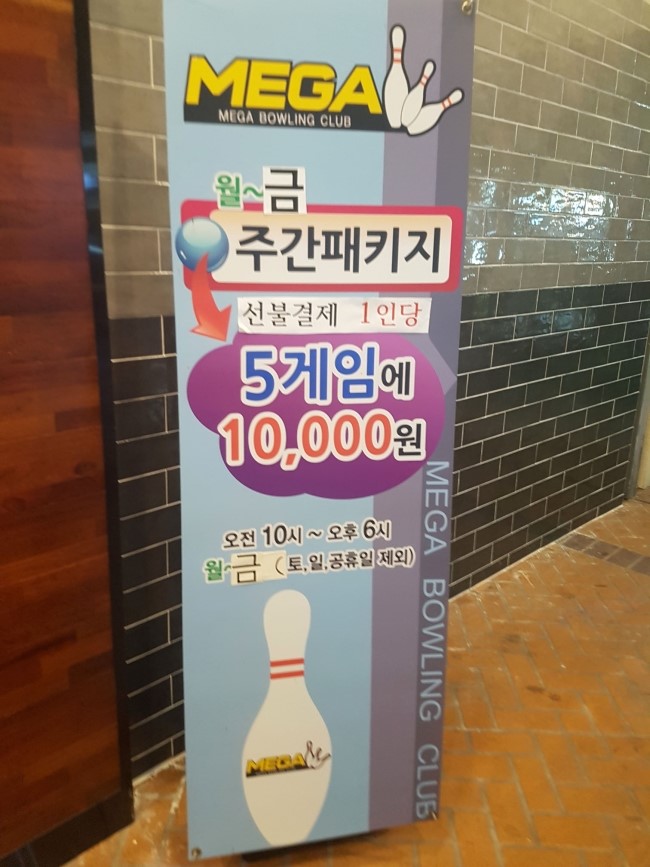 MEGA
MEGA BOWLING CLUB
월~금
주간패키지
선불결제 1인당
5게임에
10,000원
오전 10시 ~ 오후 6시
월~금 (토,일,공휴일 제외)
MEGA BOWLING CLUB
MEGA